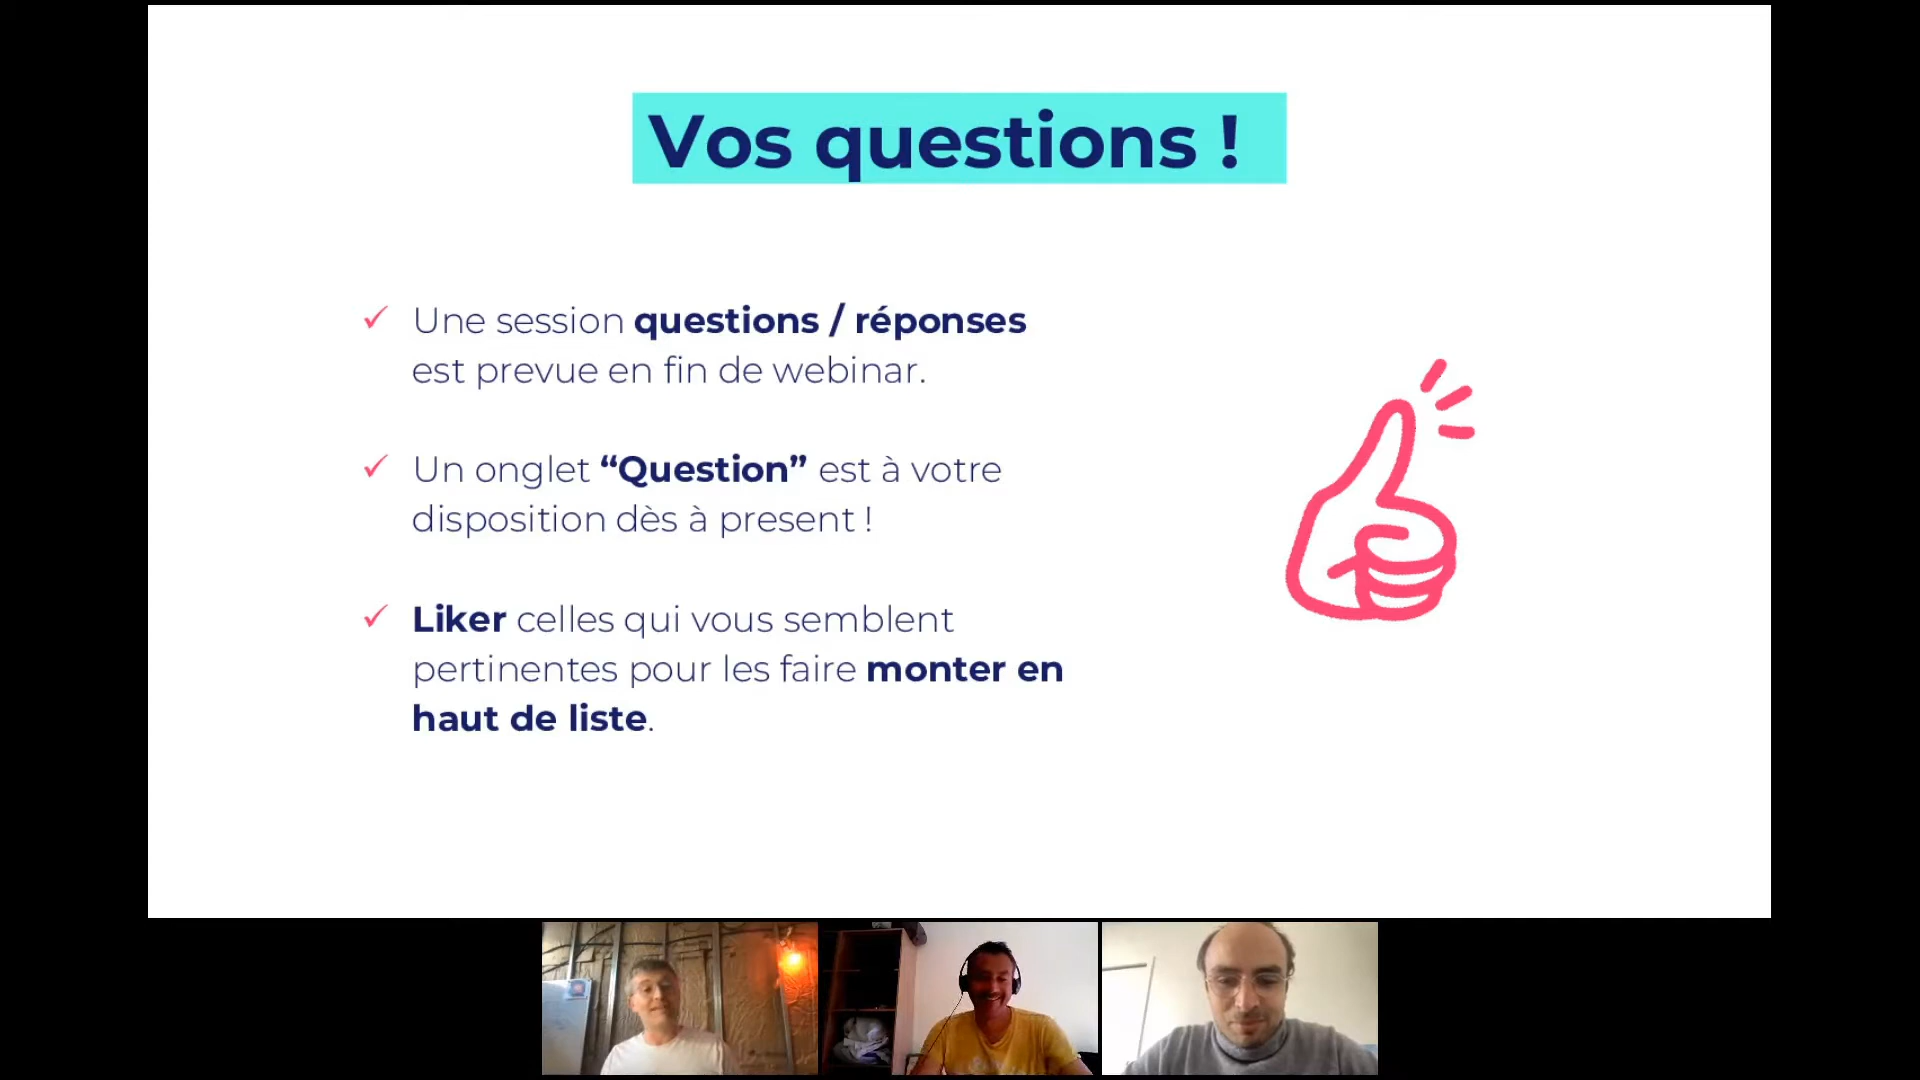 Vos questions !
Une session questions / réponses
est prevue en fin de webinar.
Un onglet “Question” est à votre
disposition dès à present !
Liker celles qui vous semblent
pertinentes pour les faire monter en
haut de liste.